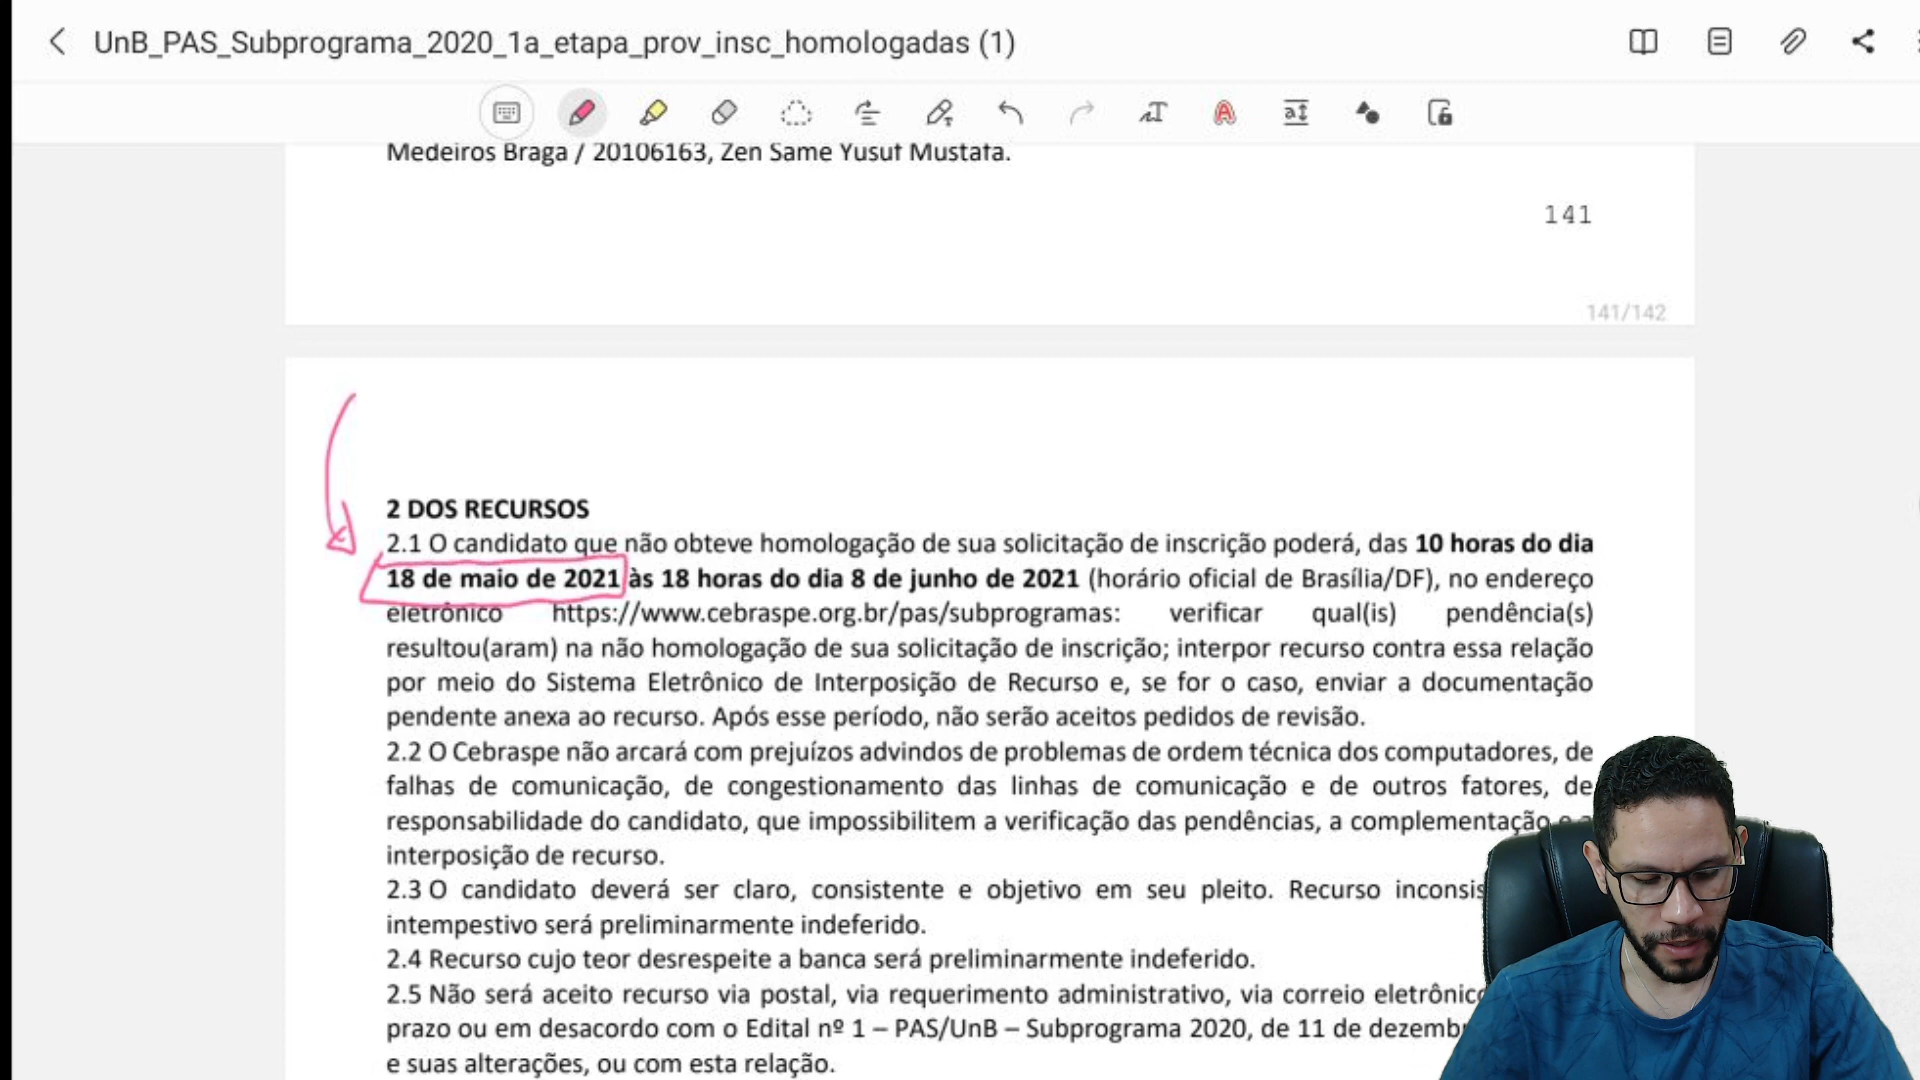 UnB_PAS_Subprograma_2020_1a_etapa_prov_insc_homologadas (1)
Medeiros Braga / 20106163, Zen Same Yusuf Mustafa.
141
141/142
2 DOS RECURSOS
2.1 O candidato que não obteve homologação de sua solicitação de inscrição poderá, das 10 horas do dia
18 de maio de 2021 às 18 horas do dia 8 de junho de 2021 (horário oficial de Brasília/DF), no endereço
eletrônico https://www.cebraspe.org.br/pas/subprogramas: verificar qual(is) pendência(s)
resultou(aram) na não homologação de sua solicitação de inscrição; interpor recurso contra essa relação
por meio do Sistema Eletrônico de Interposição de Recurso e, se for o caso, enviar a documentação
pendente anexa ao recurso. Após esse período, não serão aceitos pedidos de revisão.
2.2 O Cebraspe não arcará com prejuízos advindos de problemas de ordem técnica dos computadores, de
falhas de comunicação, de congestionamento das linhas de comunicação e de outros fatores, de
responsabilidade do candidato, que impossibilitem a verificação das pendências, a complementação
interposição de recurso.
2.3 O candidato deverá ser claro, consistente e objetivo em seu pleito. Recurso inconsis
intempestivo será preliminarmente indeferido.
2.4 Recurso cujo teor desrespeite a banca será preliminarmente indeferido.
2.5 Não será aceito recurso via postal, via requerimento administrativo, via correio eletrônic
prazo ou em desacordo com o Edital nº 1 – PAS/UnB – Subprograma 2020, de 11 de dezemb
e suas alterações, ou com esta relação.